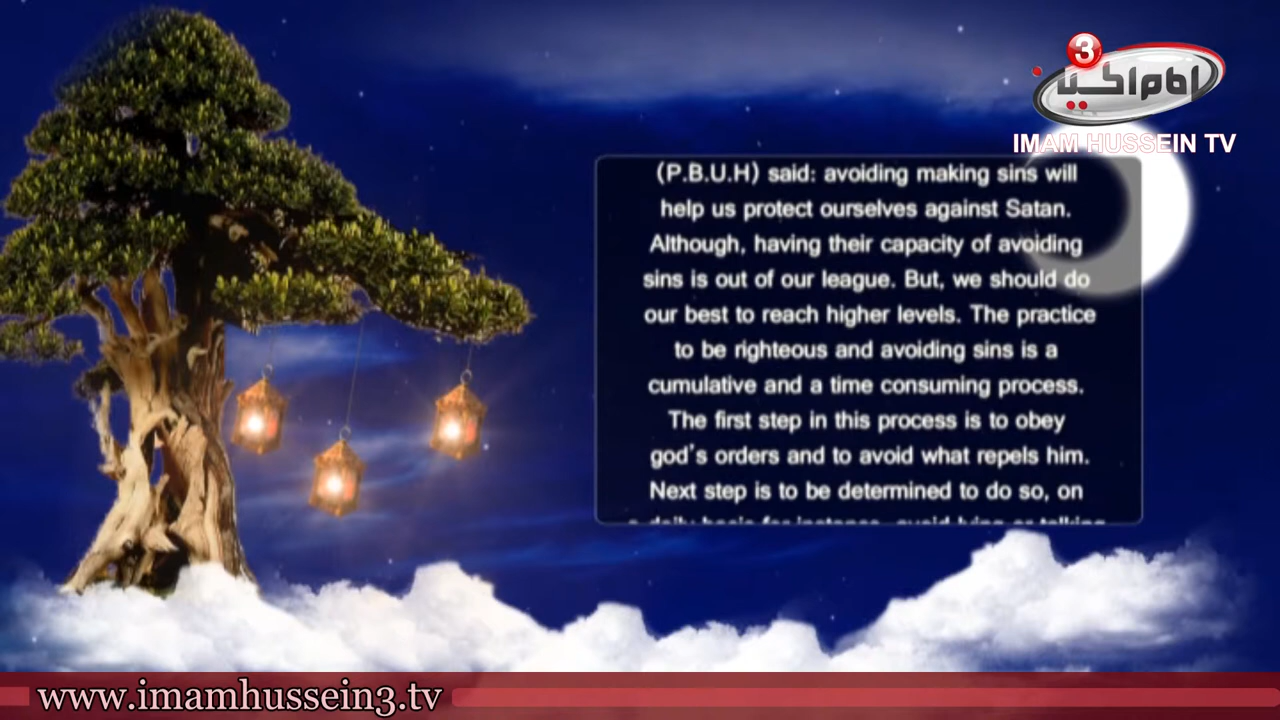 3
IMAM HUSSEIN TV
(P.B.U.H) said: avoiding making sins will
help us protect ourselves against Satan.
Although, having their capacity of avoiding
sins is out of our league. But, we should do
our best to reach higher levels. The practice
to be righteous and avoiding sins is a
cumulative and a time consuming process.
The first step in this process is to obey
god's orders and to avoid what repels him.
Next step is to be determined to do so, on
www.imamhussein3.tv